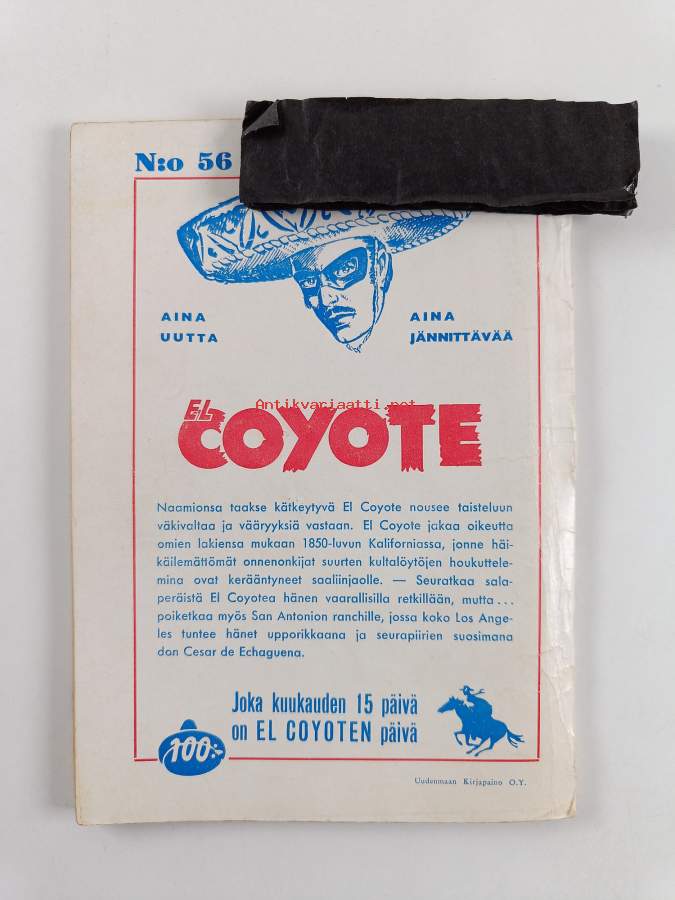 N:o 56
AINA
UUTTA
AINA
JÄNNITTÄVÄÄ
Antikvariaatti.net
EL
COYOTE
Naamionsa taakse kätkeytyvä El Coyote nousee taisteluun
väkivaltaa ja vääryyksiä vastaan. El Coyote jakaa oikeutta
omien lakiensa mukaan 1850-luvun Kaliforniassa, jonne häi-
käilemättömät onnenonkijat suurten kultalöytöjen houkuttele-
mina ovat kerääntyneet saaliinjaolle. — Seuratkaa sala-
peräistä El Coyotea hänen vaarallisilla retkillään, mutta...
poiketkaa myös San Antonion ranchille, jossa koko Los Ange-
les tuntee hänet upporikkaana ja seurapiirien suosimana
don Cesar de Echaguena.
Joka kuukauden 15 päivä
on EL COYOTEN päivä
100:-
Uudenmaan Kirjapaino O.Y.